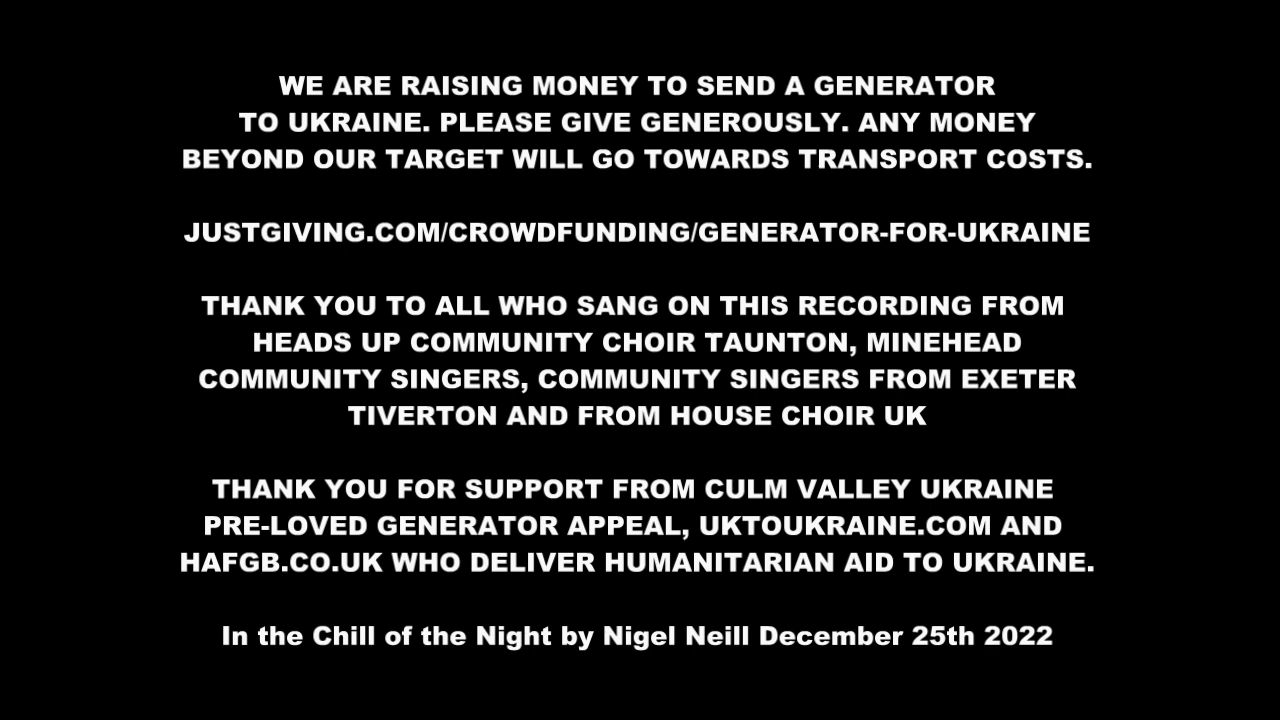 WE ARE RAISING MONEY TO SEND A GENERATOR
TO UKRAINE. PLEASE GIVE GENEROUSLY. ANY MONEY
BEYOND OUR TARGET WILL GO TOWARDS TRANSPORT COSTS.
JUSTGIVING.COM/CROWDFUNDING/GENERATOR-FOR-UKRAINE
THANK YOU TO ALL WHO SANG ON THIS RECORDING FROM
HEADS UP COMMUNITY CHOIR TAUNTON, MINEHEAD
COMMUNITY SINGERS, COMMUNITY SINGERS FROM EXETER
TIVERTON AND FROM HOUSE CHOIR UK
THANK YOU FOR SUPPORT FROM CULM VALLEY UKRAINE
PRE-LOVED GENERATOR APPEAL, UKTOUKRAINE.COM AND
HAFGB.CO.UK WHO DELIVER HUMANITARIAN AID TO UKRAINE.
In the Chill of the Night by Nigel Neill December 25th 2022